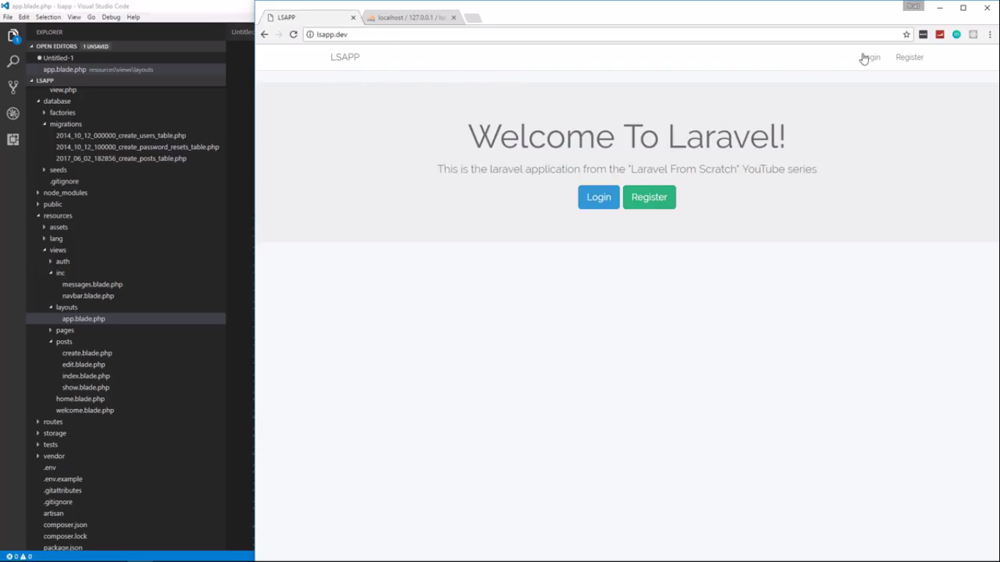 app.blade.php - lsapp - Visual Studio Code
File Edit Selection View Go Debug Help
EXPLORER
OPEN EDITORS 1 UNSAVED
Untitled-1
app.blade.php resources\views\layouts
LSAPP
view.php
database
factories
migrations
2014_10_12_000000_create_users_table.php
2014_10_12_100000_create_password_resets_table.php
2017_06_02_182856_create_posts_table.php
seeds
.gitignore
node_modules
public
resources
assets
lang
views
auth
inc
messages.blade.php
navbar.blade.php
layouts
app.blade.php
pages
posts
create.blade.php
edit.blade.php
index.blade.php
show.blade.php
home.blade.php
welcome.blade.php
routes
storage
tests
vendor
.env
.env.example
.gitattributes
.gitignore
artisan
composer.json
composer.lock
package.json
0 0
1
Untitled
LSAPP
localhost / 127.0.0.1 / ls
Brad
lsapp.dev
LSAPP
Register
Welcome To Laravel!
This is the laravel application from the "Laravel From Scratch" YouTube series
Login Register